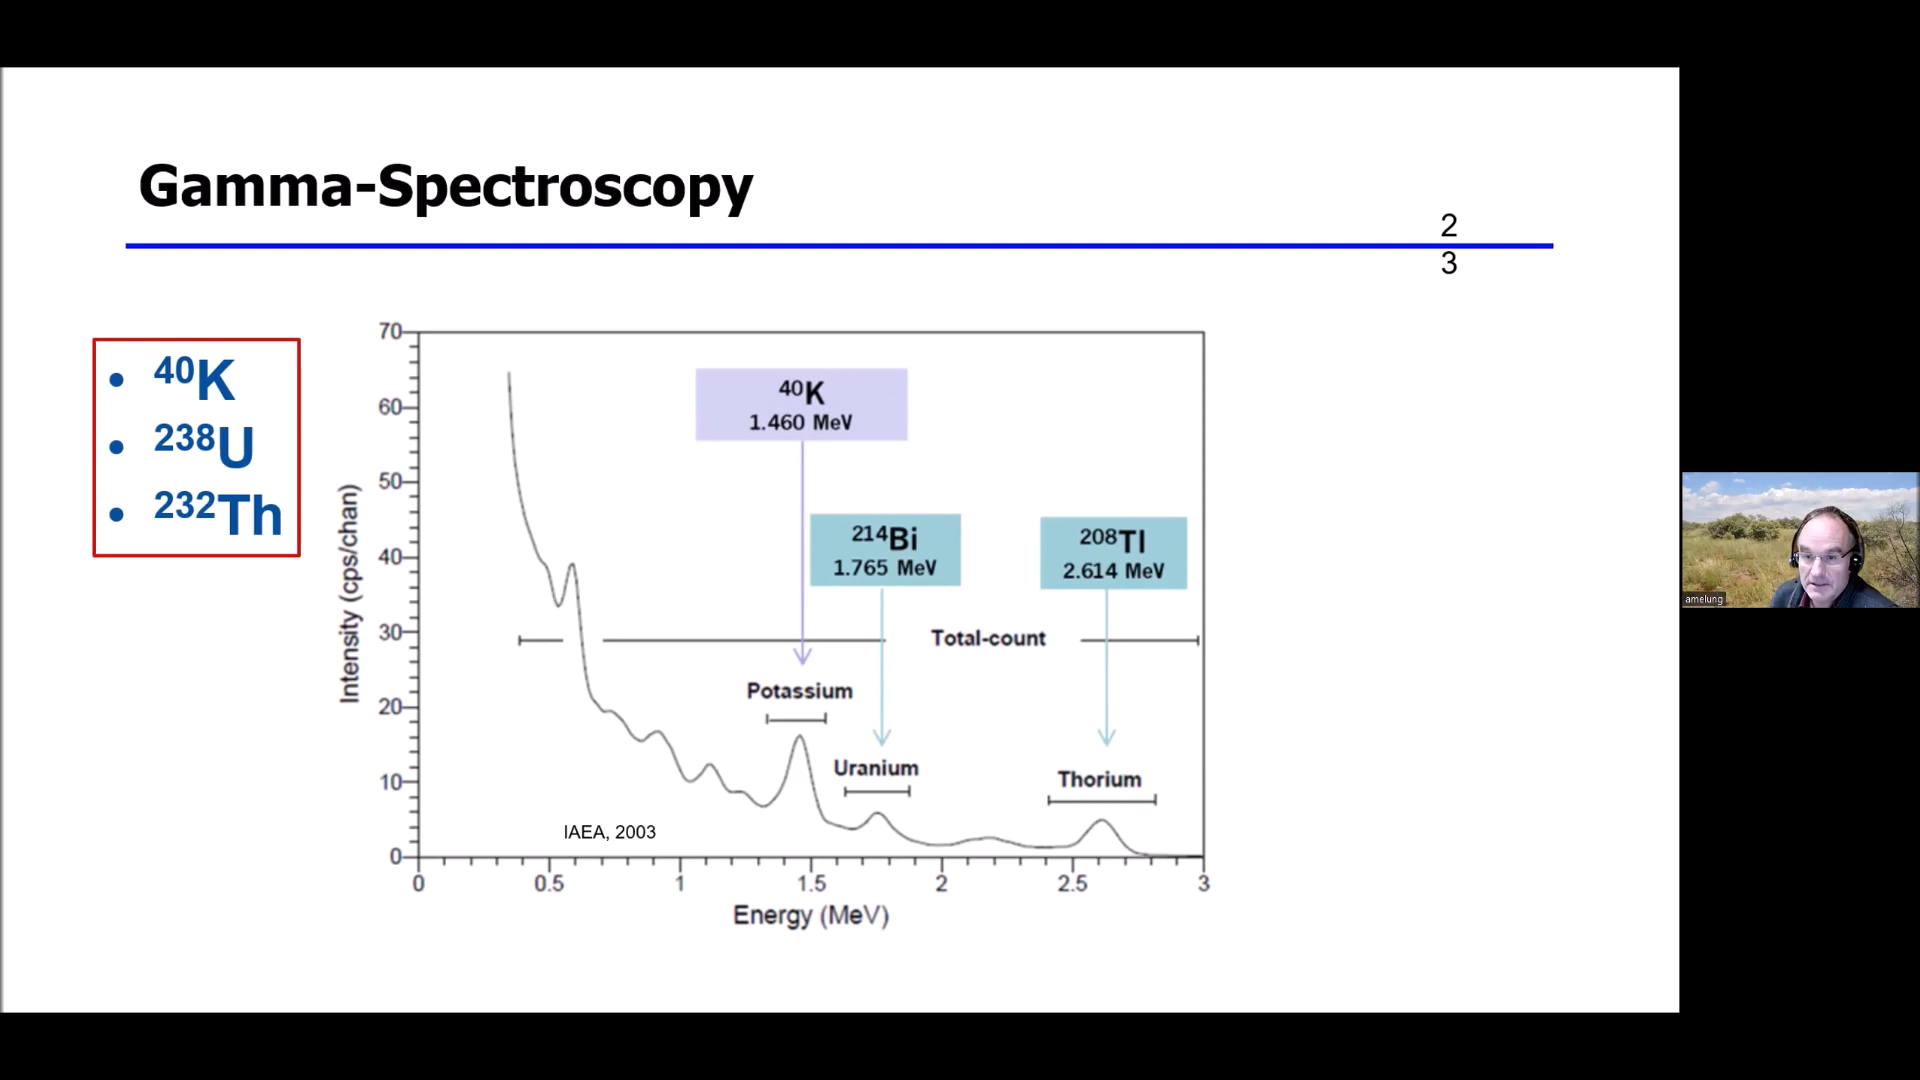 Gamma-Spectroscopy
2
3
• ⁴⁰K
• ²³⁸U
• ²³²Th
70
60
50
40
30
20
10
0
Intensity (cps/chan)
⁴⁰K
1.460 MeV
²¹⁴Bi
1.765 MeV
²⁰⁸Tl
2.614 MeV
Total-count
Potassium
Uranium
Thorium
IAEA, 2003
0 0.5 1 1.5 2 2.5 3
Energy (MeV)
amelung